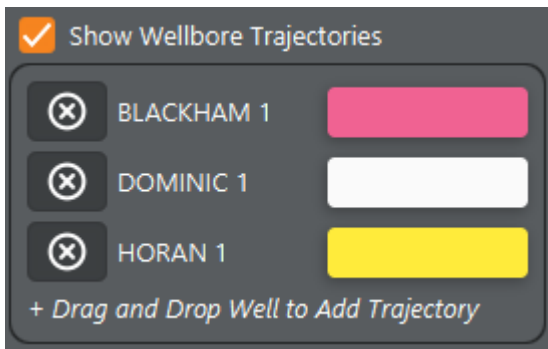 Show Wellbore Trajectories
BLACKHAM 1
DOMINIC 1
HORAN 1
+ Drag and Drop Well to Add Trajectory